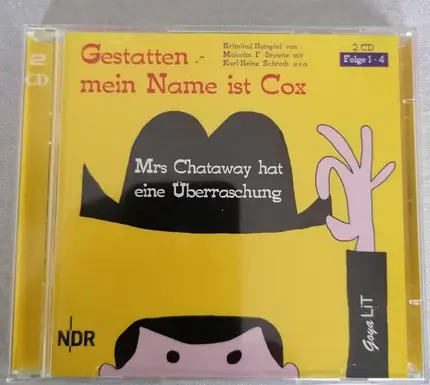 2
CD
Gestatten -
mein Name ist Cox
Kriminal Hörspiel von
Malcolm F. Browne mit
Karl Heinz Schroth u.v.a.
2 CD
Folge 1 - 4
Mrs Chataway hat
eine Überraschung
NDR
Goya LiT